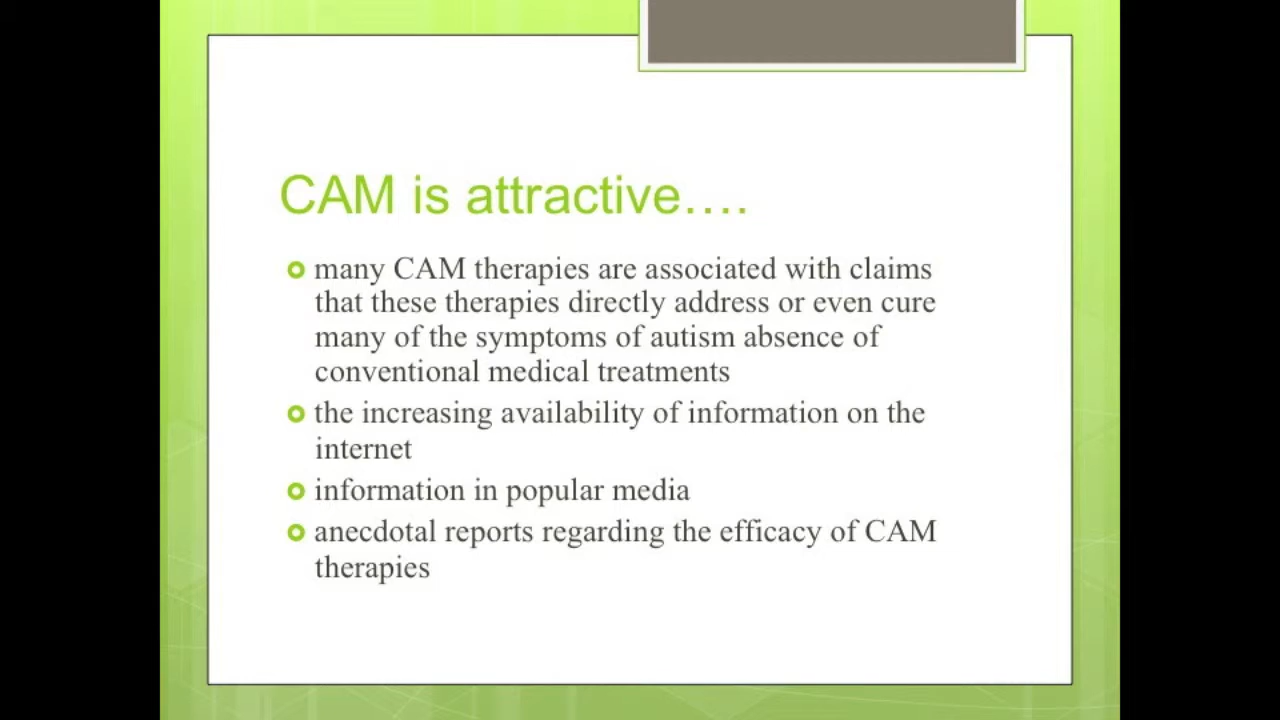 CAM is attractive....
many CAM therapies are associated with claims
that these therapies directly address or even cure
many of the symptoms of autism absence of
conventional medical treatments
the increasing availability of information on the
internet
information in popular media
anecdotal reports regarding the efficacy of CAM
therapies